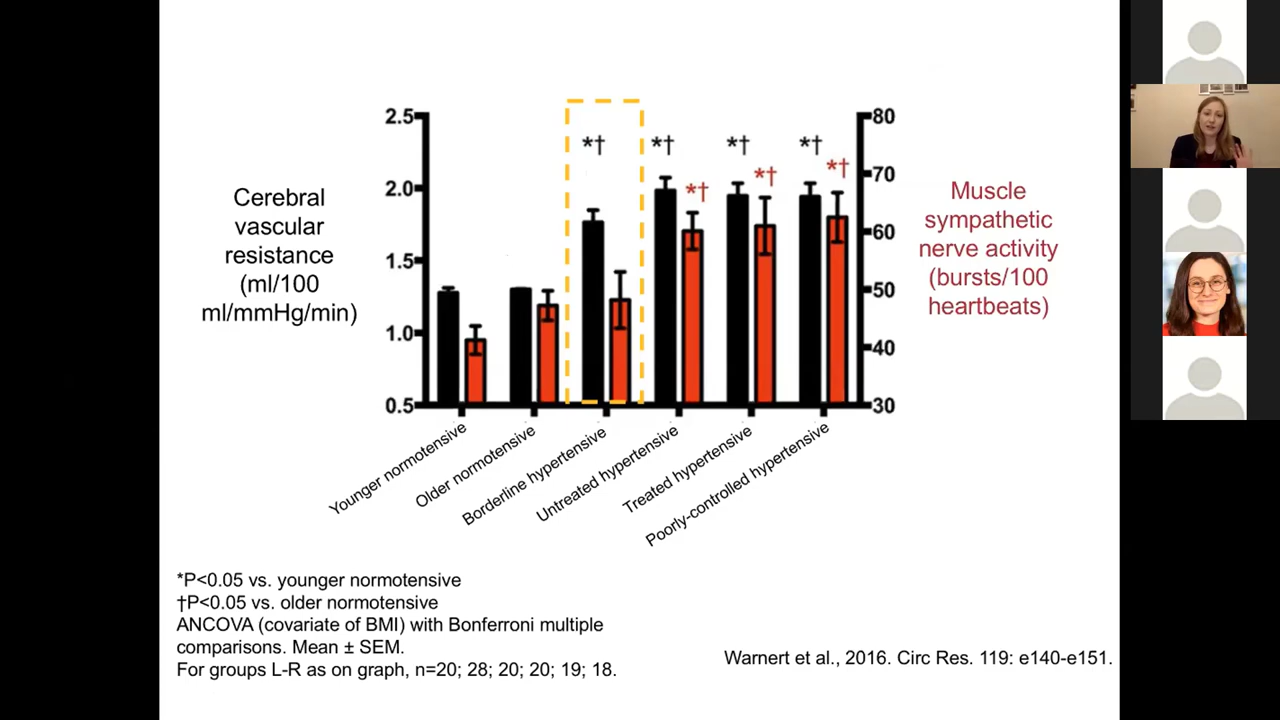 2.5
2.0
1.5
1.0
0.5
80
70
60
50
40
30
*† *† *† *†
*† *† *†
Cerebral
vascular
resistance
(ml/100
ml/mmHg/min)
Muscle
sympathetic
nerve activity
(bursts/100
heartbeats)
Younger normotensive
Older normotensive
Borderline hypertensive
Untreated hypertensive
Treated hypertensive
Poorly-controlled hypertensive
*P<0.05 vs. younger normotensive
†P<0.05 vs. older normotensive
ANCOVA (covariate of BMI) with Bonferroni multiple
comparisons. Mean ± SEM.
For groups L-R as on graph, n=20; 28; 20; 20; 19; 18.
Warnert et al., 2016. Circ Res. 119: e140-e151.